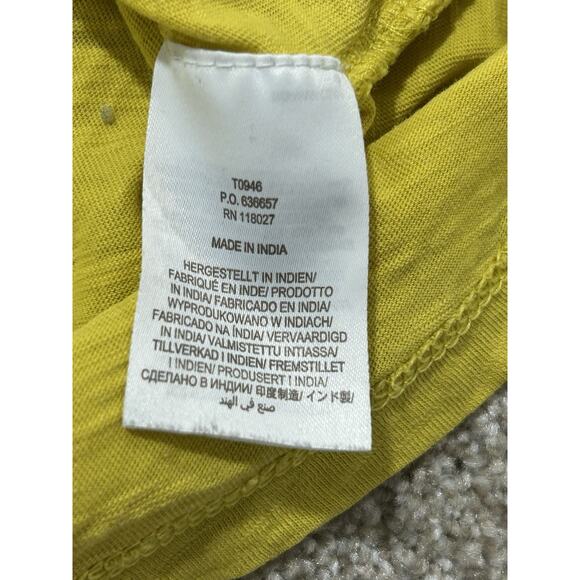 T0946
P.O. 636657
RN 118027
MADE IN INDIA
HERGESTELLT IN INDIEN/
FABRIQUÉ EN INDE/ PRODOTTO
IN INDIA/ FABRICADO EN INDIA/
WYPRODUKOWANO W INDIACH/
FABRICADO NA ÍNDIA/ VERVAARDIGD
IN INDIA/ VALMISTETTU INTIASSA/
TILLVERKAD I INDIEN/ FREMSTILLET
I INDIEN/ PRODUSERT I INDIA/
СДЕЛАНО В ИНДИИ/ 印度制造/ インド製/
صنع في الهند